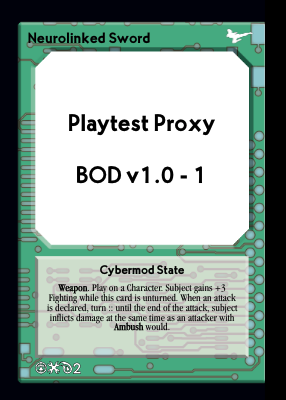 Neurolinked Sword
Playtest Proxy
BOD v1.0 - 1
Cybermod State
Weapon. Play on a Character. Subject gains +3
Fighting while this card is unturned. When an attack
is declared, turn :: until the end of the attack, subject
inflicts damage at the same time as an attacker with
Ambush would.
2